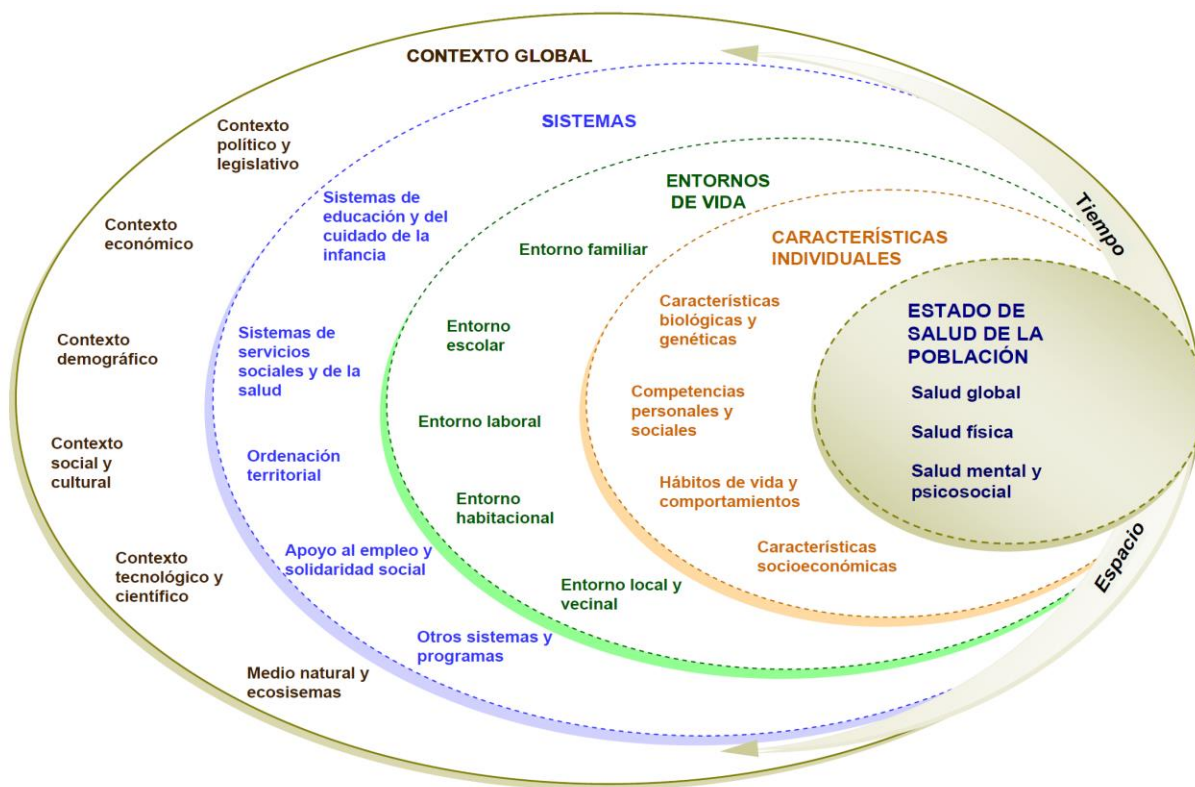 CONTEXTO GLOBAL
Contexto
político y
legislativo
Contexto
económico
Contexto
demográfico
Contexto
social y
cultural
Contexto
tecnológico y
científico
Medio natural y
ecosisemas
SISTEMAS
Sistemas de
educación y del
cuidado de la
infancia
Sistemas de
servicios
sociales y de la
salud
Ordenación
territorial
Apoyo al empleo y
solidaridad social
Otros sistemas y
programas
ENTORNOS
DE VIDA
Entorno familiar
Entorno
escolar
Entorno laboral
Entorno
habitacional
Entorno local y
vecinal
CARACTERÍSTICAS
INDIVIDUALES
Características
biológicas y
genéticas
Competencias
personales y
sociales
Hábitos de vida y
comportamientos
Características
socioeconómicas
ESTADO DE
SALUD DE LA
POBLACIÓN
Salud global
Salud física
Salud mental y
psicosocial
Tiempo
Espacio